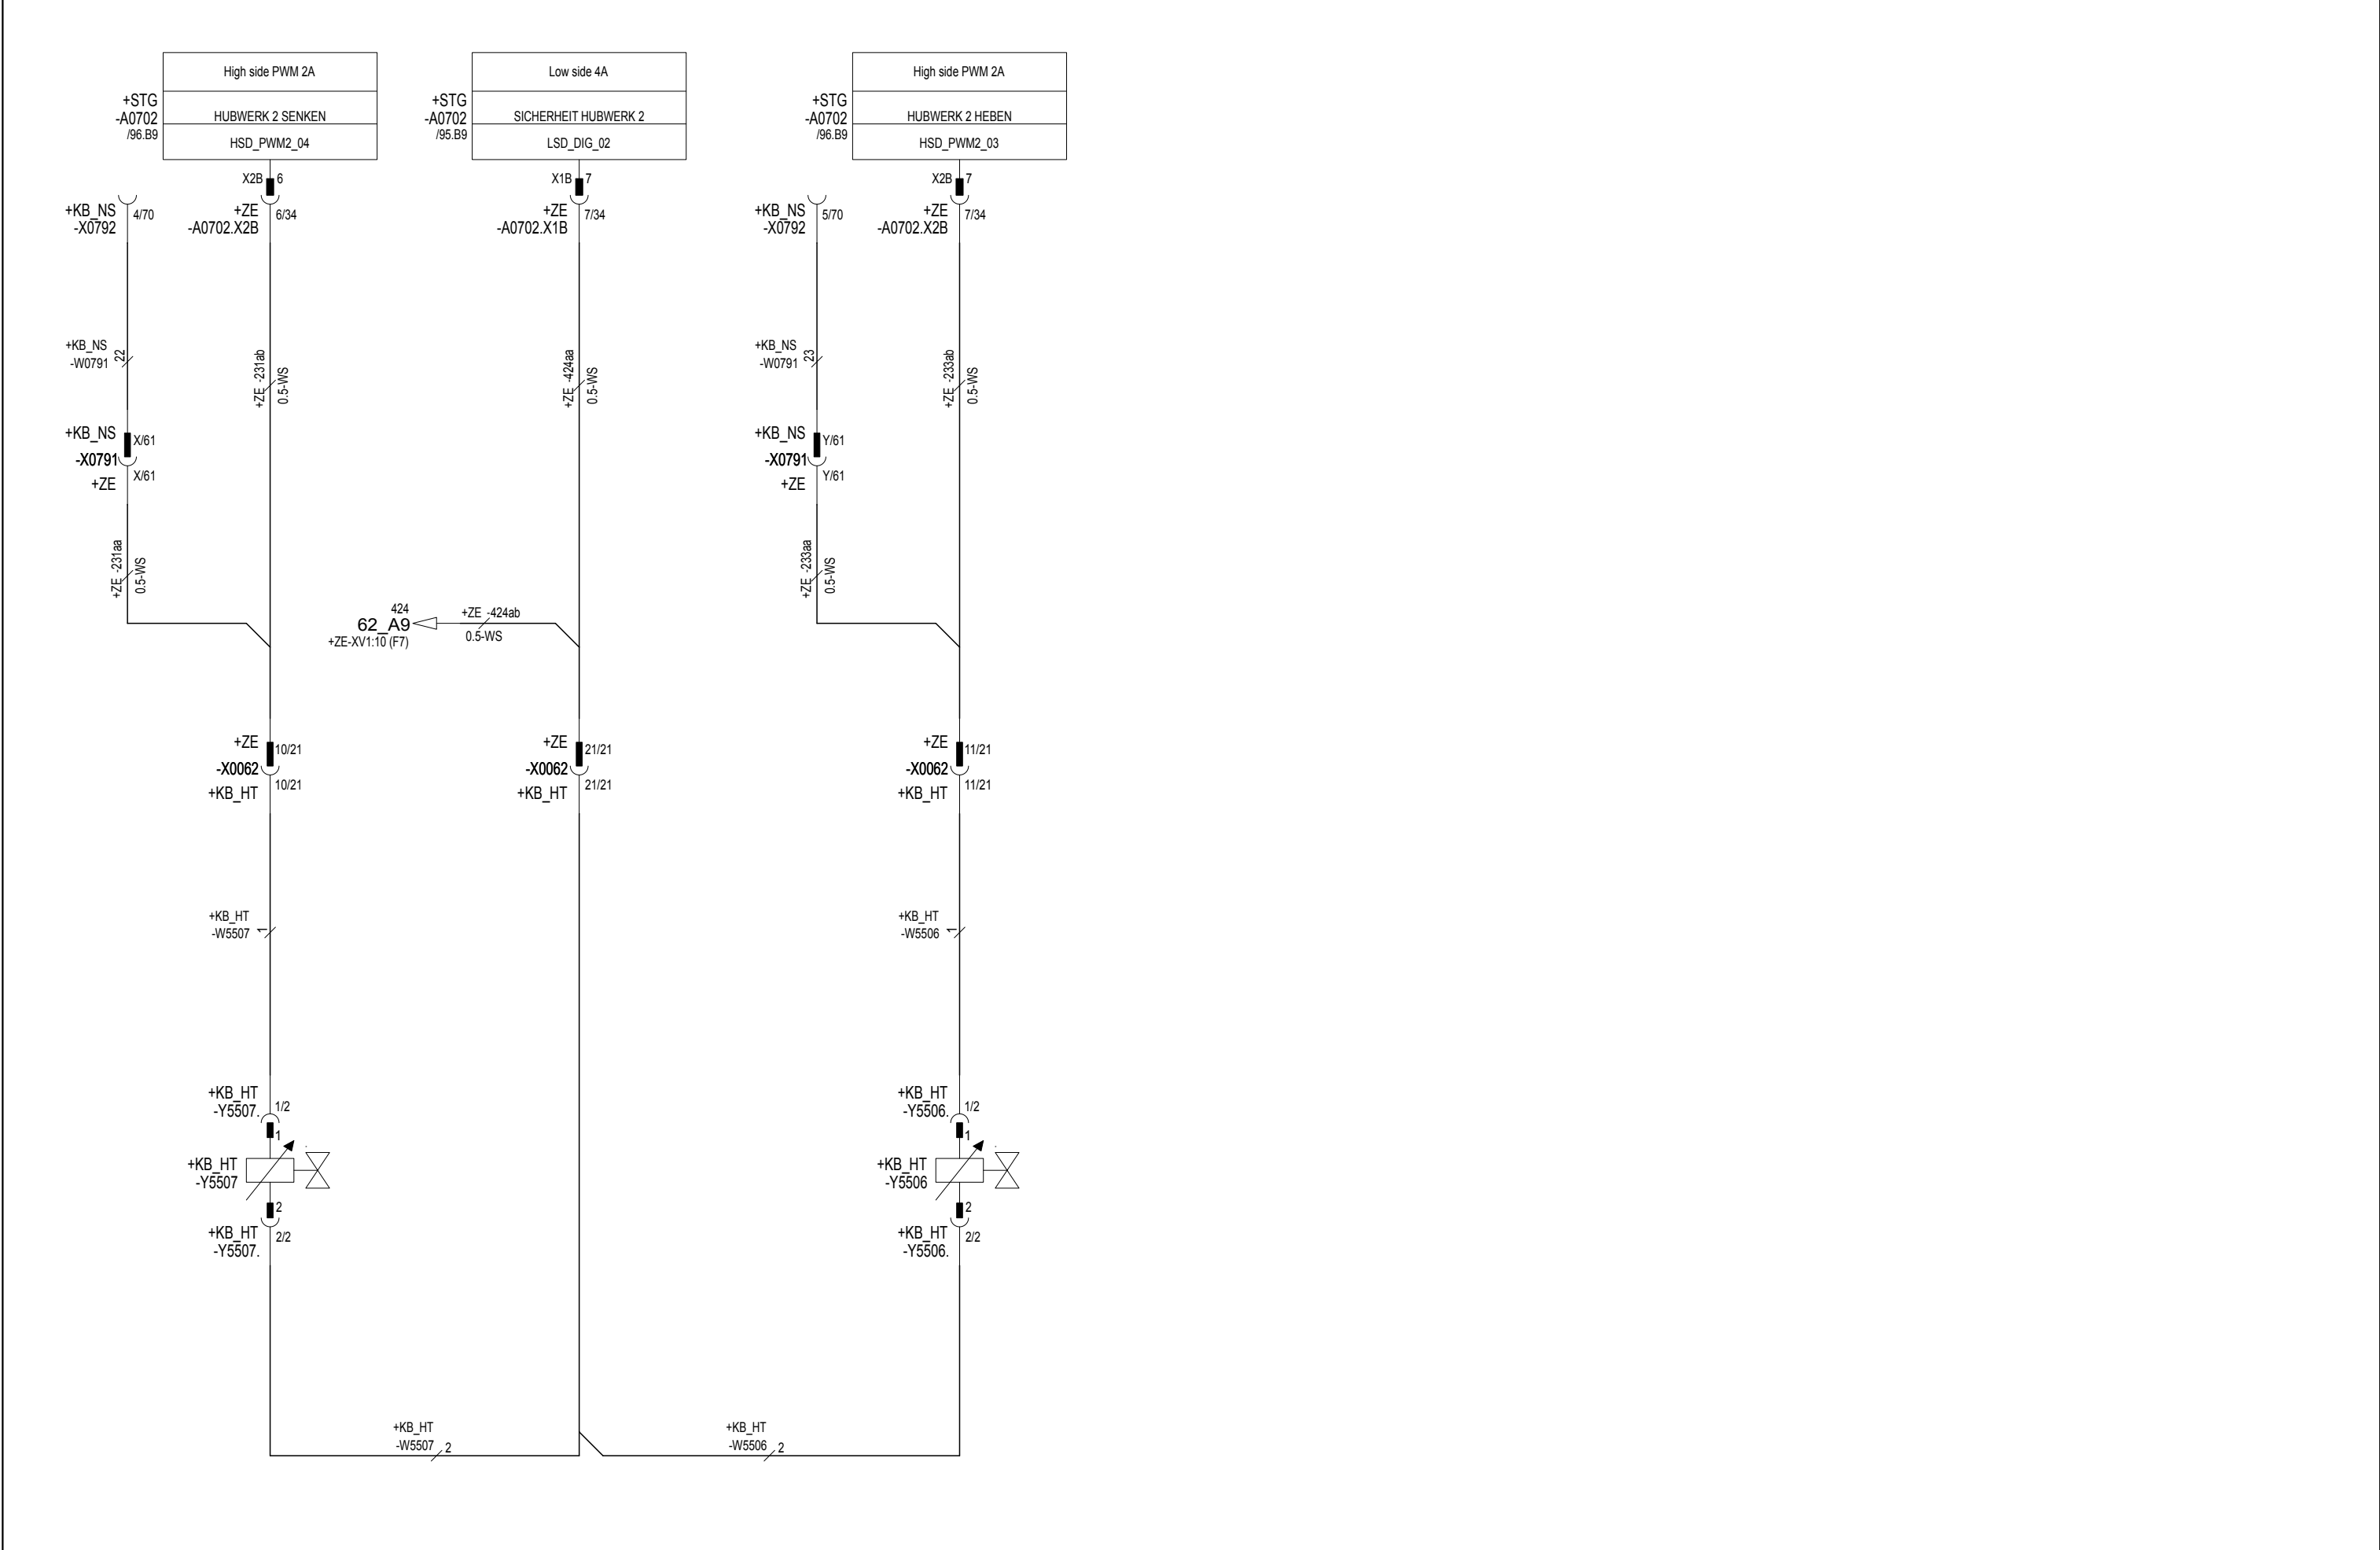 High side PWM 2A
+STG
-A0702
/96.B9
HUBWERK 2 SENKEN
HSD_PWM2_04
Low side 4A
+STG
-A0702
/95.B9
SICHERHEIT HUBWERK 2
LSD_DIG_02
High side PWM 2A
+STG
-A0702
/96.B9
HUBWERK 2 HEBEN
HSD_PWM2_03
X2B 6
X1B 7
X2B 7
+KB_NS
-X0792
4/70
+ZE
-A0702.X2B
6/34
+ZE
-A0702.X1B
7/34
+KB_NS
-X0792
5/70
+ZE
-A0702.X2B
7/34
+KB_NS
-W0791
22
+ZE -231ab
0.5-WS
+ZE -424aa
0.5-WS
+KB_NS
-W0791
23
+ZE -233ab
0.5-WS
+KB_NS
X/61
-X0791
X/61
+ZE
+KB_NS
Y/61
-X0791
Y/61
+ZE
+ZE -231aa
0.5-WS
424
62_A9
+ZE-XV1:10 (F7)
+ZE -424ab
0.5-WS
+ZE -233aa
0.5-WS
+ZE
10/21
-X0062
10/21
+KB_HT
+ZE
21/21
-X0062
21/21
+KB_HT
+ZE
11/21
-X0062
11/21
+KB_HT
+KB_HT
-W5507
1
+KB_HT
-W5506
1
+KB_HT
-Y5507.
1/2
1
+KB_HT
-Y5507
2
+KB_HT
-Y5507.
2/2
+KB_HT
-Y5506.
1/2
1
+KB_HT
-Y5506
2
+KB_HT
-Y5506.
2/2
+KB_HT
-W5507 2
+KB_HT
-W5506 2